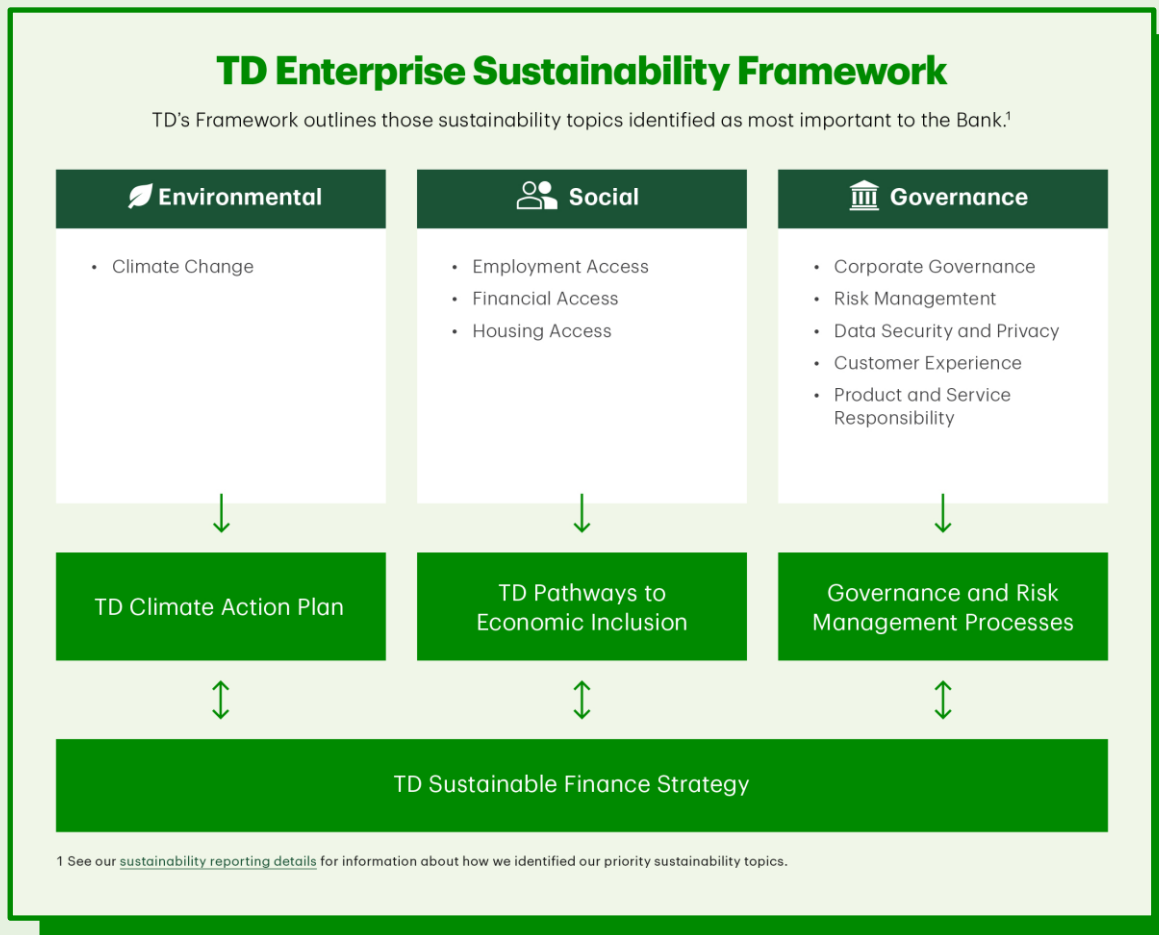 TD Enterprise Sustainability Framework
TD's Framework outlines those sustainability topics identified as most important to the Bank.¹
Environmental
• Climate Change
Social
• Employment Access
• Financial Access
• Housing Access
Governance
• Corporate Governance
• Risk Managemtent
• Data Security and Privacy
• Customer Experience
• Product and Service
Responsibility
TD Climate Action Plan
TD Pathways to
Economic Inclusion
Governance and Risk
Management Processes
TD Sustainable Finance Strategy
1 See our sustainability reporting details for information about how we identified our priority sustainability topics.